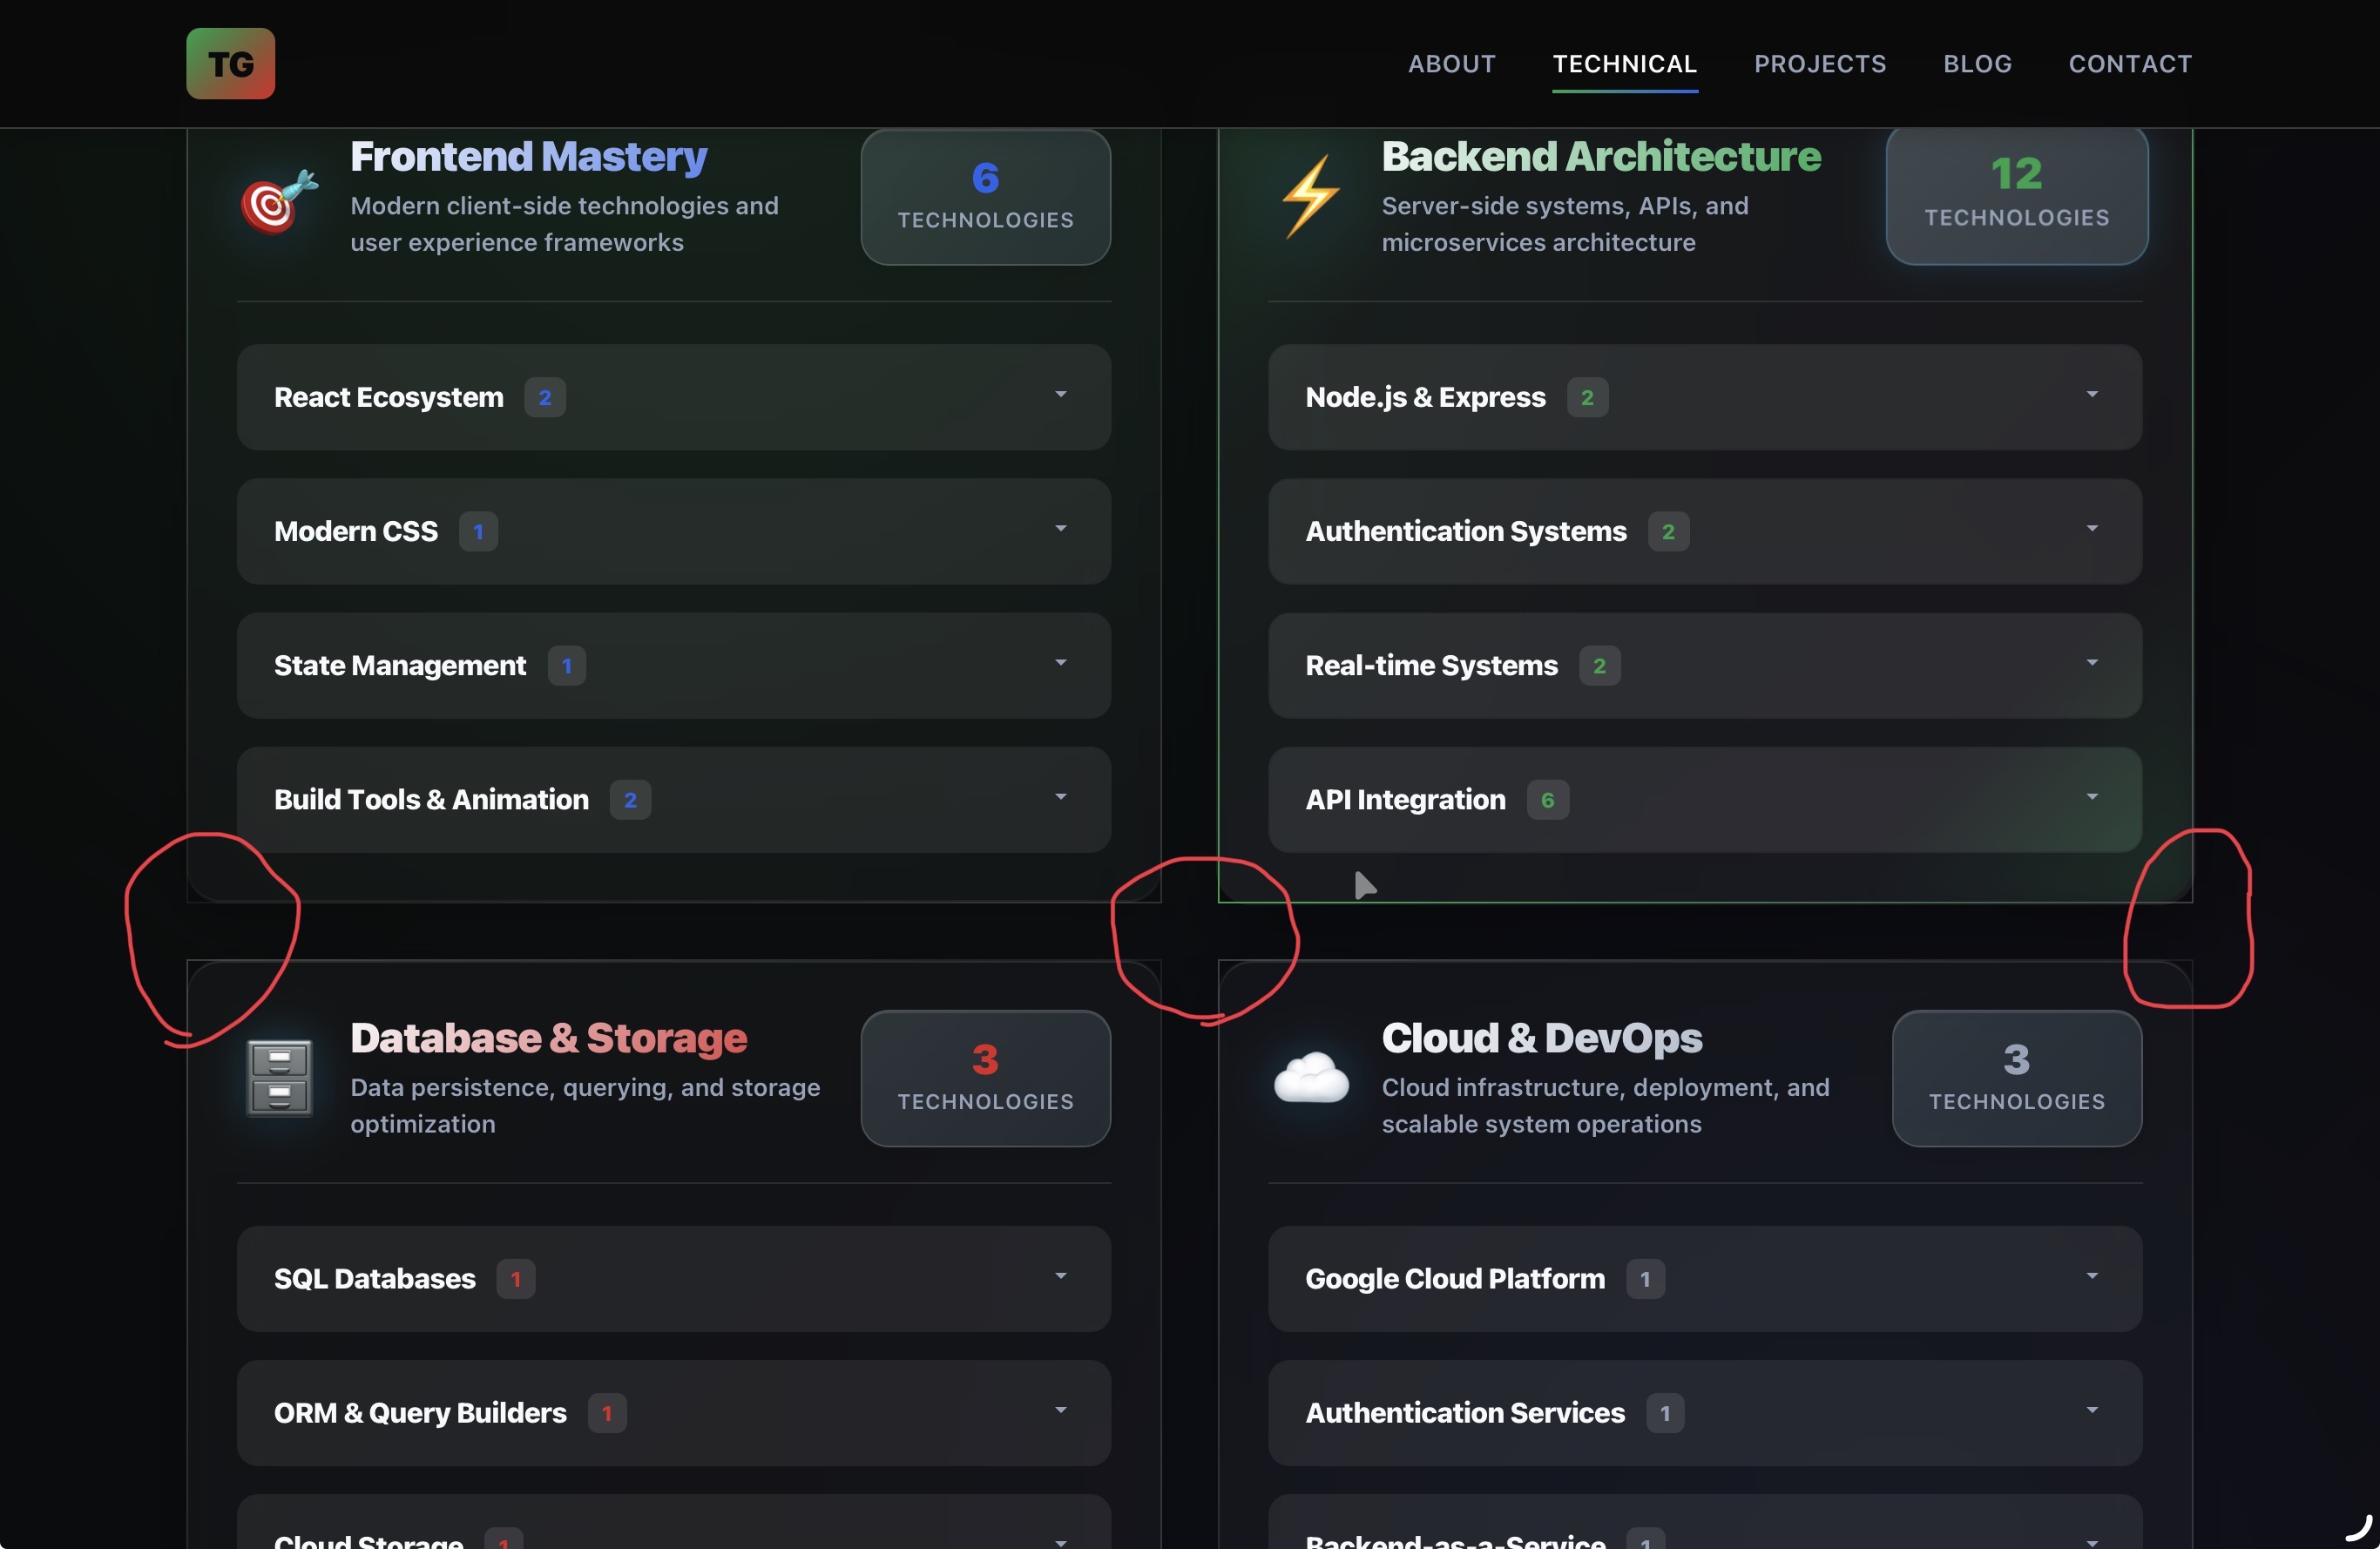 TG
ABOUT
TECHNICAL
PROJECTS
BLOG
CONTACT
Frontend Mastery
Modern client-side technologies and
user experience frameworks
6
TECHNOLOGIES
React Ecosystem 2
Modern CSS 1
State Management 1
Build Tools & Animation 2
Backend Architecture
Server-side systems, APIs, and
microservices architecture
12
TECHNOLOGIES
Node.js & Express 2
Authentication Systems 2
Real-time Systems 2
API Integration 6
Database & Storage
Data persistence, querying, and storage
optimization
3
TECHNOLOGIES
SQL Databases 1
ORM & Query Builders 1
Cloud Storage 1
Cloud & DevOps
Cloud infrastructure, deployment, and
scalable system operations
3
TECHNOLOGIES
Google Cloud Platform 1
Authentication Services 1
Backend-as-a-Service 1